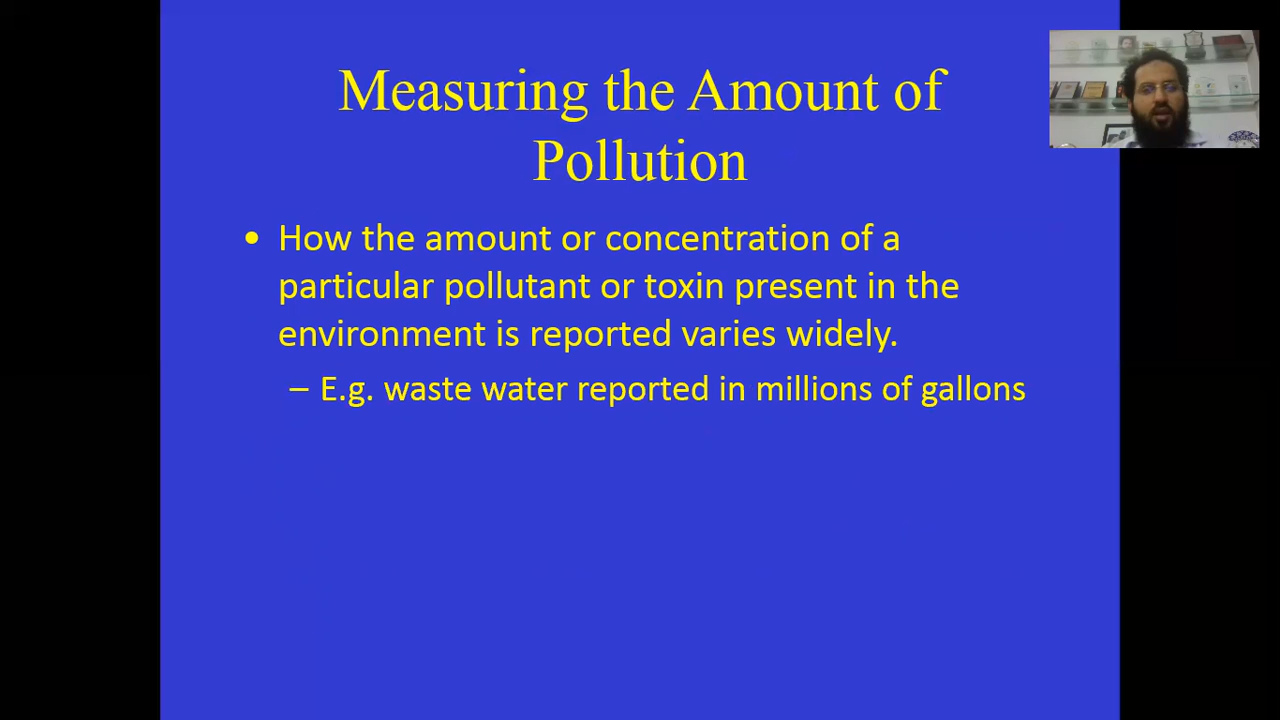 Measuring the Amount of
Pollution
• How the amount or concentration of a
particular pollutant or toxin present in the
environment is reported varies widely.
– E.g. waste water reported in millions of gallons